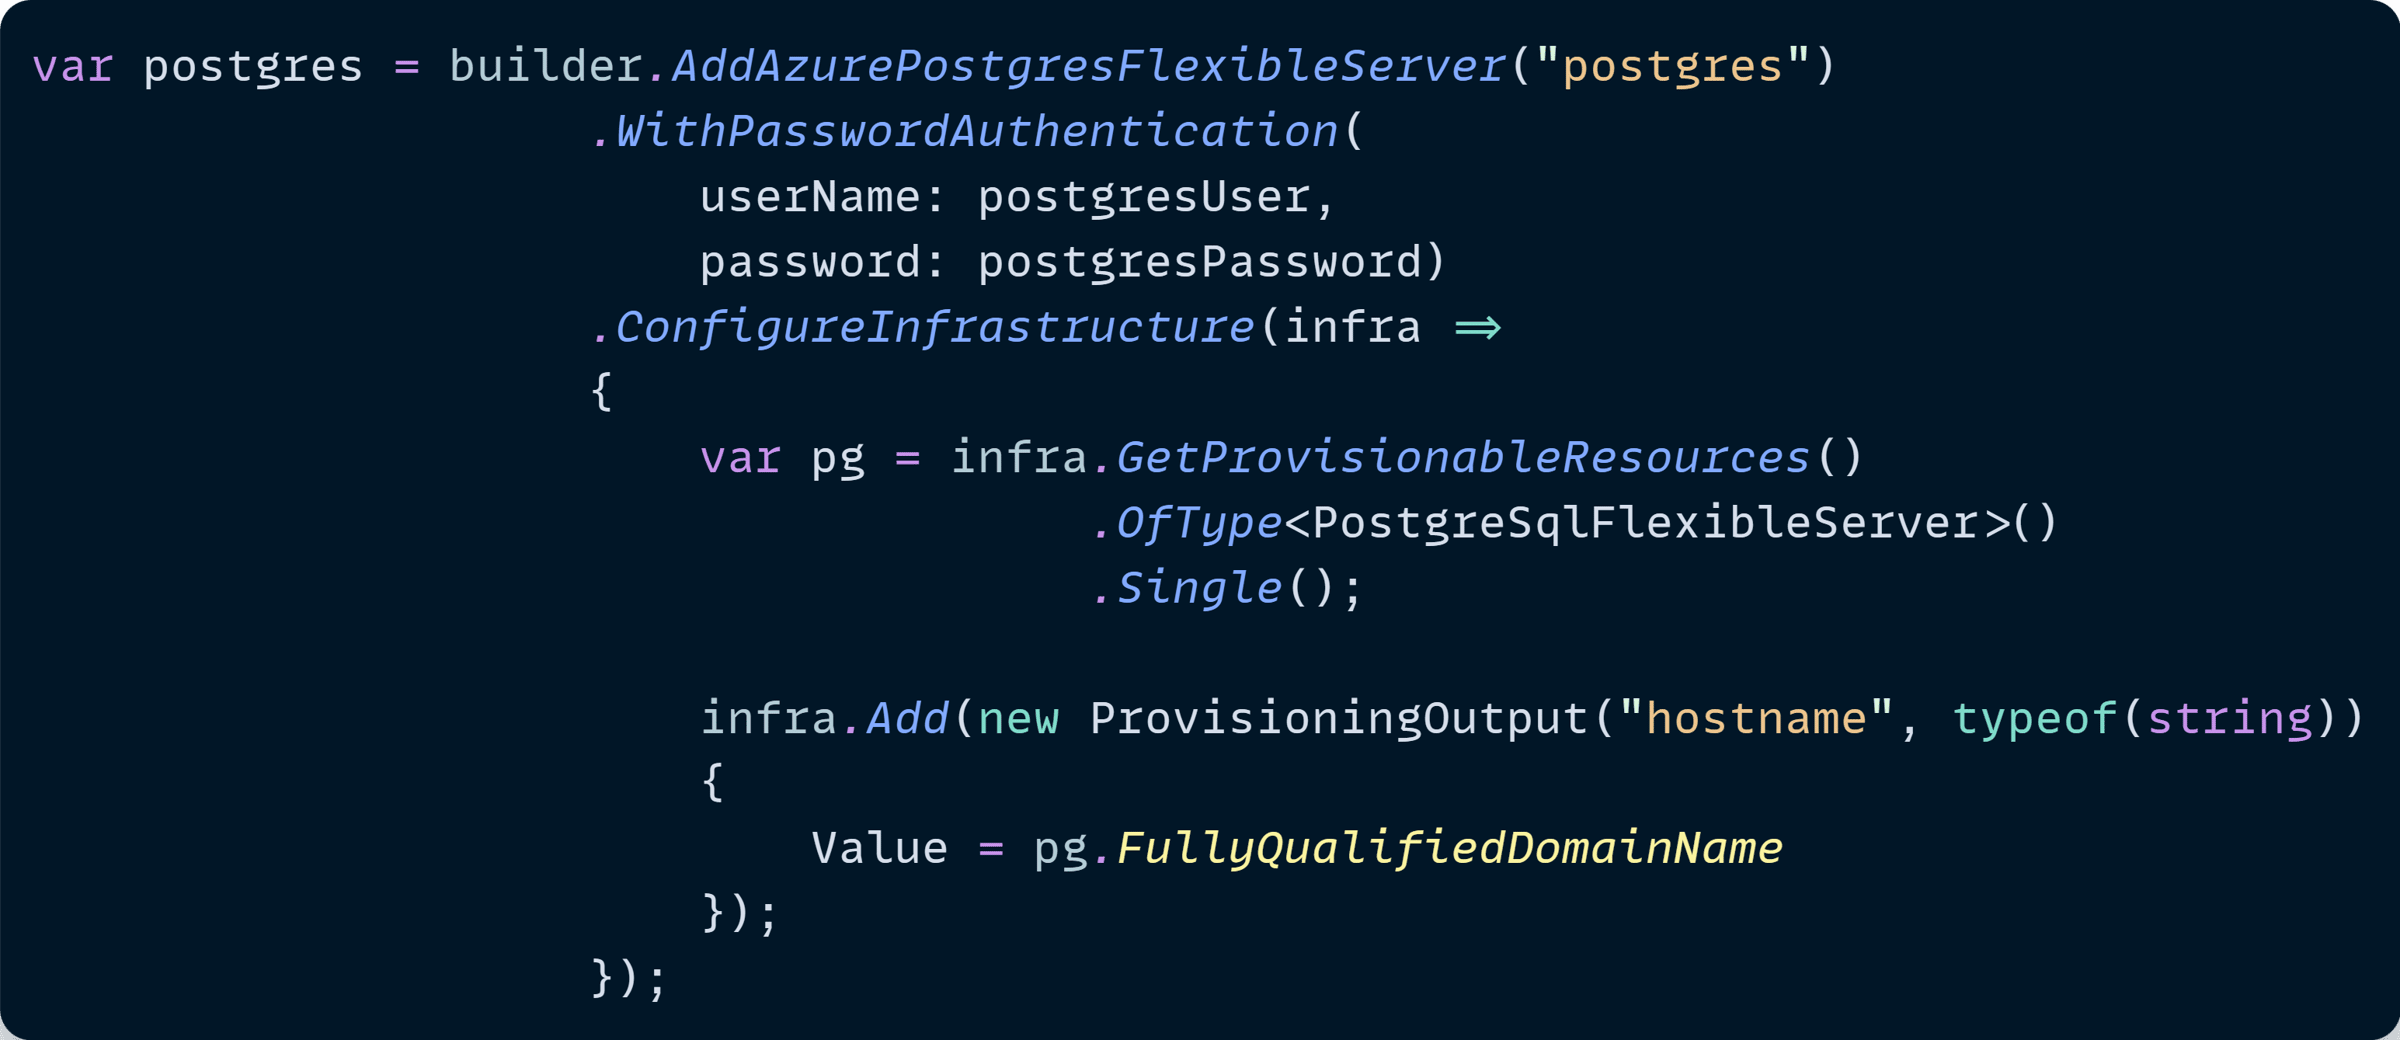 var postgres = builder.AddAzurePostgresFlexibleServer("postgres")
                    .WithPasswordAuthentication(
                        userName: postgresUser,
                        password: postgresPassword)
                    .ConfigureInfrastructure(infra =>
                    {
                        var pg = infra.GetProvisionableResources()
                                      .OfType<PostgreSqlFlexibleServer>()
                                      .Single();

                        infra.Add(new ProvisioningOutput("hostname", typeof(string))
                        {
                            Value = pg.FullyQualifiedDomainName
                        });
                    });